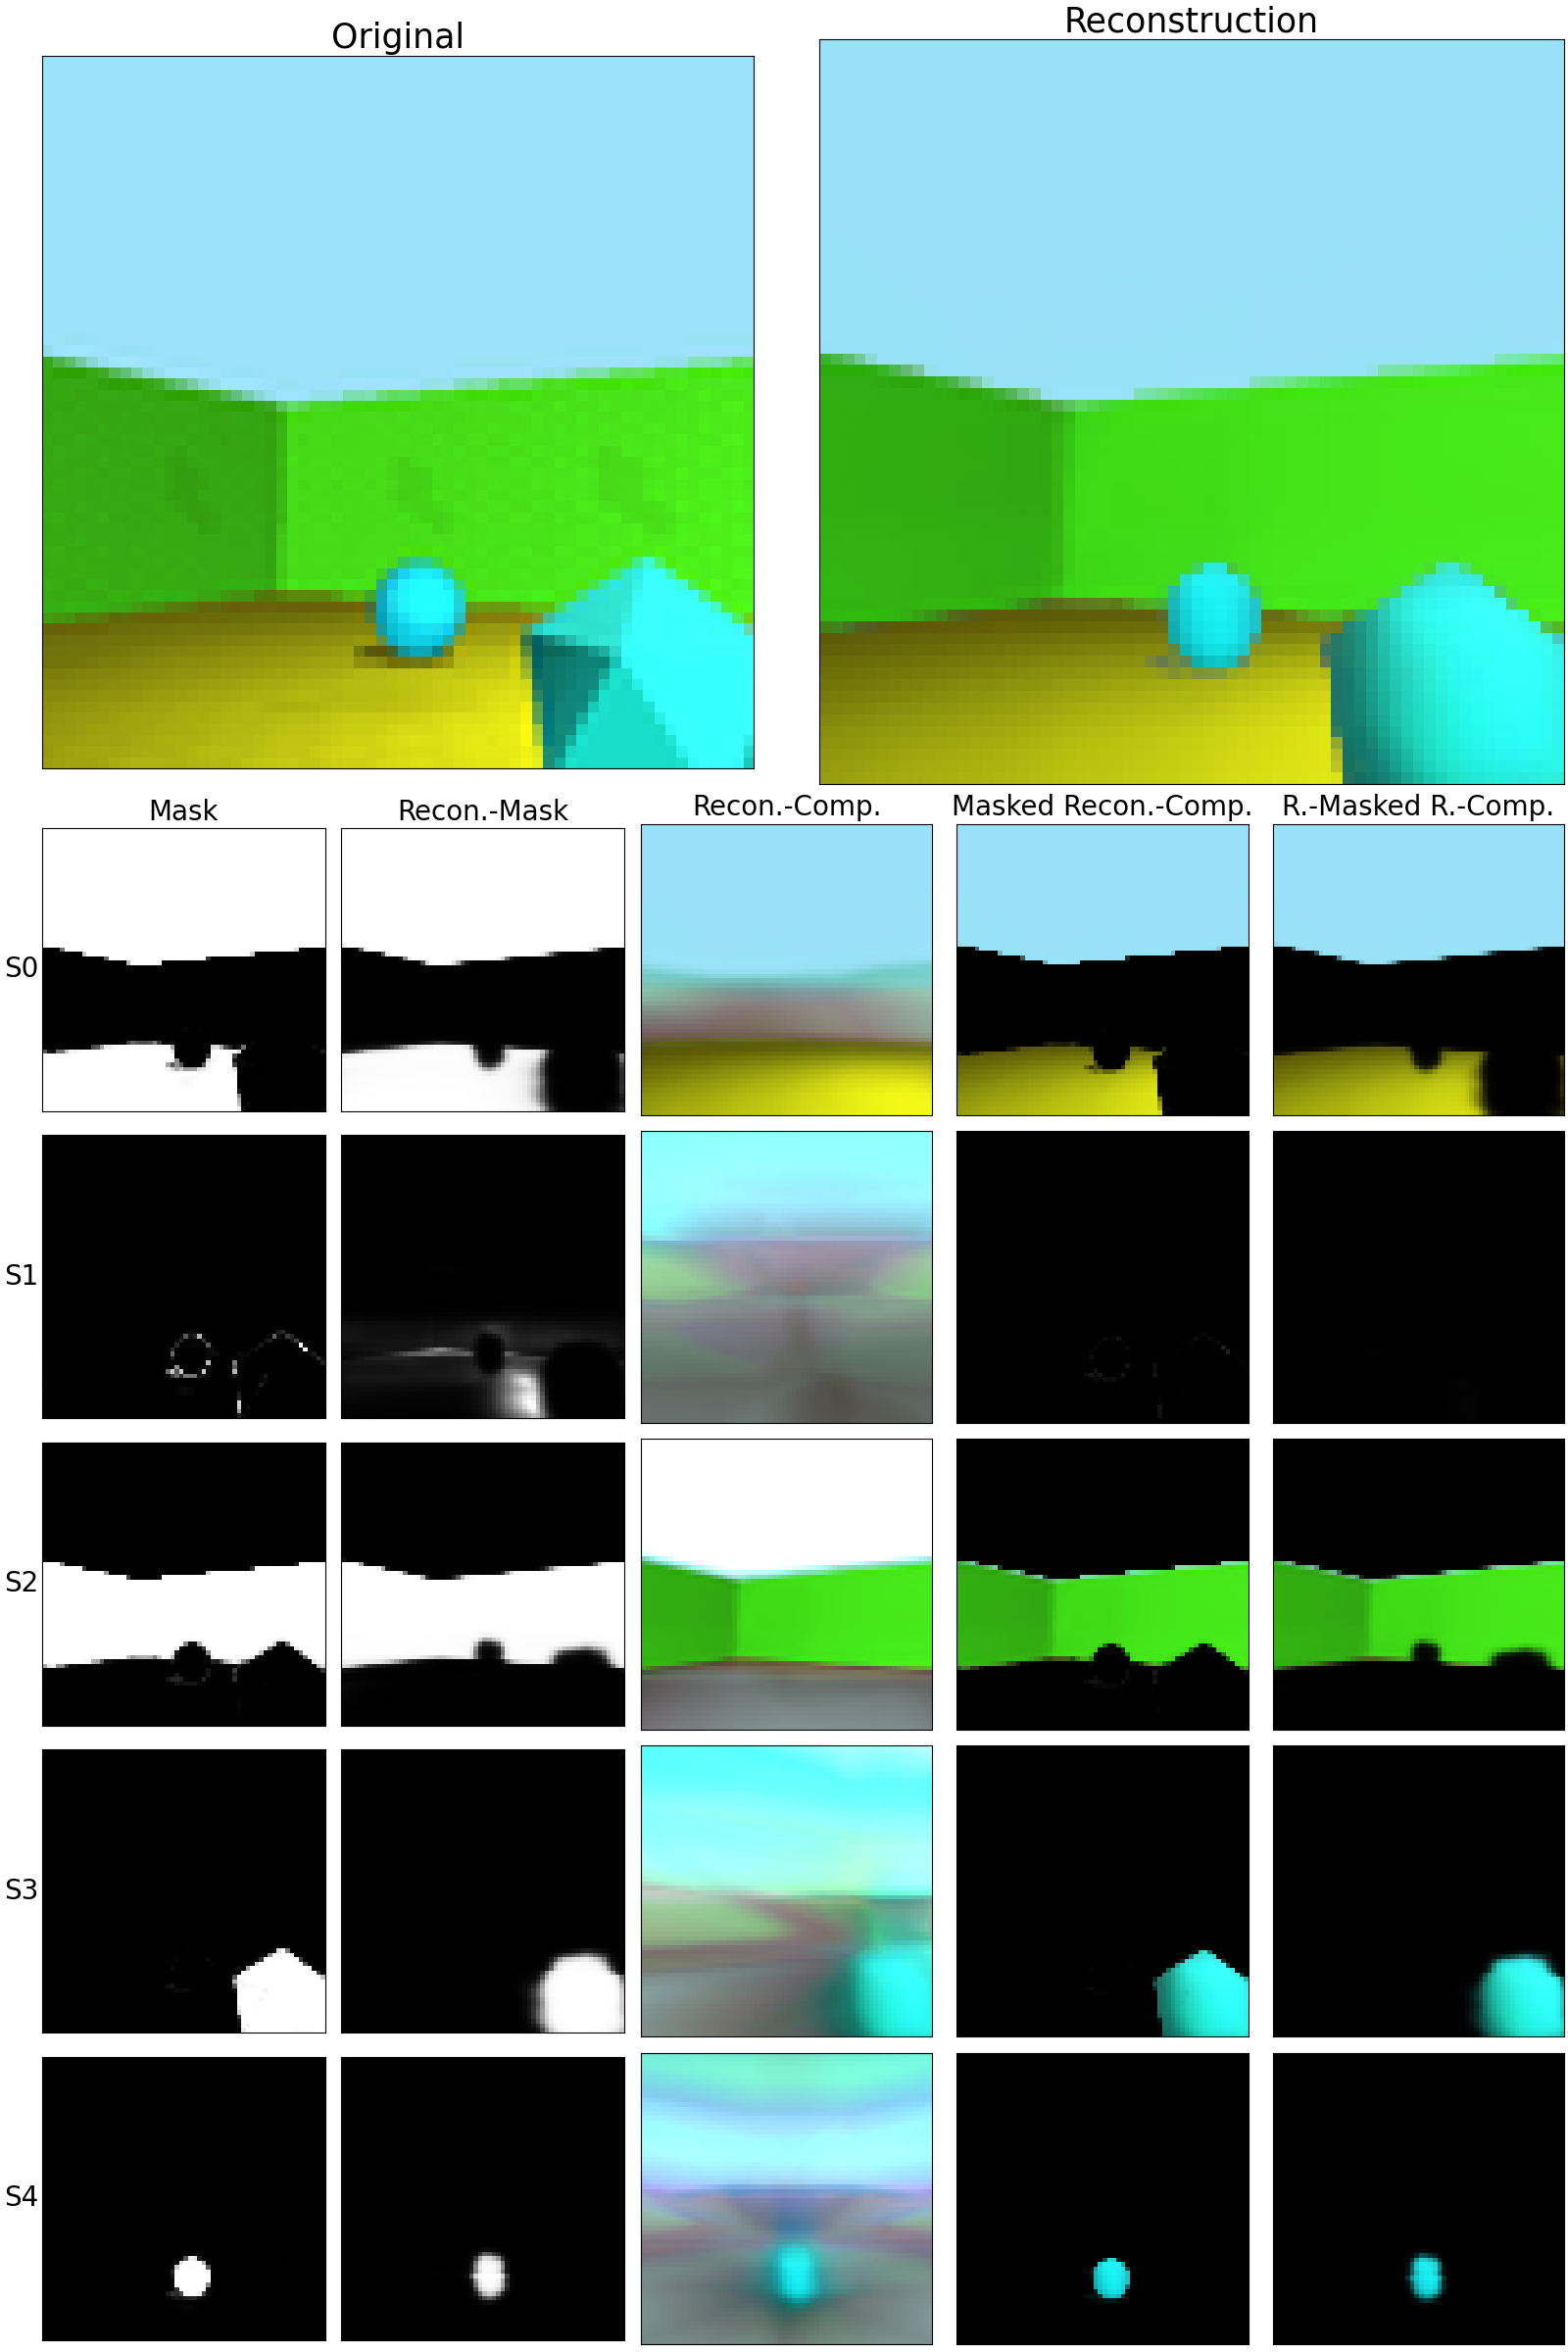 Original
Reconstruction
Mask
Recon.-Mask
Recon.-Comp.
Masked Recon.-Comp.
R.-Masked R.-Comp.
S0
S1
S2
S3
S4